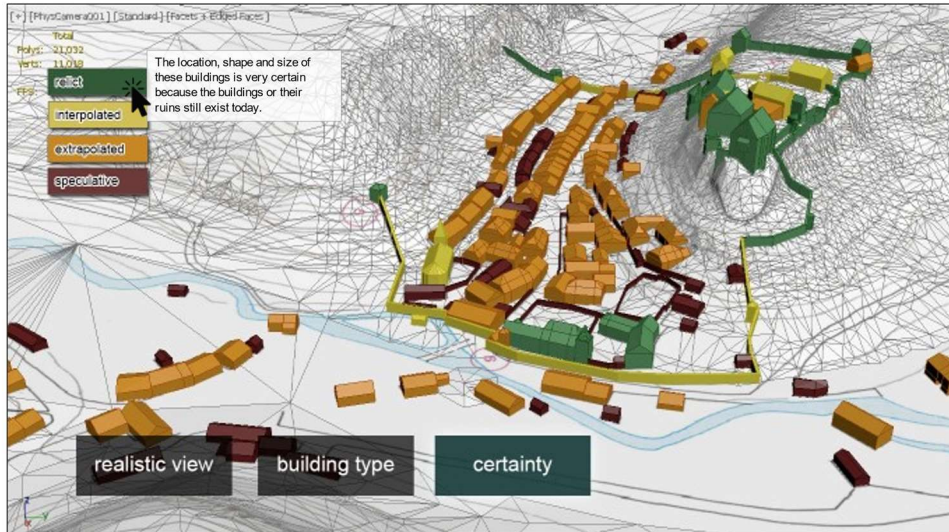 [+] [PhysCamera001] [Standard] [Facets + Edged Faces]
Total
Polys: 21,032
Verts: 11,018
FPS:
relict
The location, shape and size of
these buildings is very certain
because the buildings or their
ruins still exist today.
interpolated
extrapolated
speculative
realistic view
building type
certainty
z
y
x